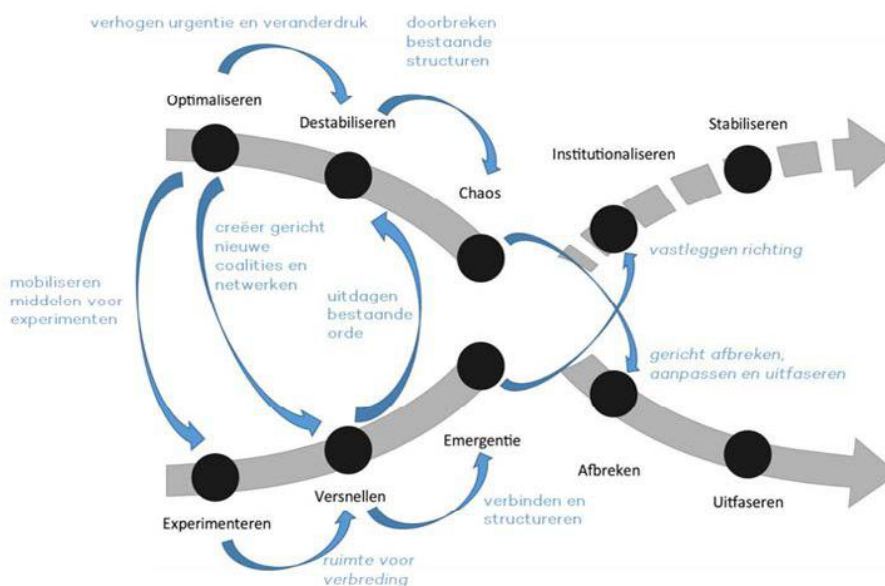 verhogen urgentie en veranderdruk
doorbreken
bestaande
structuren
Optimaliseren
Destabiliseren
Chaos
Institutionaliseren
Stabiliseren
creëer gericht
nieuwe
coalities en
netwerken
mobiliseren
middelen voor
experimenten
uitdagen
bestaande
orde
vastleggen richting
gericht afbreken,
aanpassen en uitfaseren
Experimenteren
Versnellen
Emergentie
Afbreken
Uitfaseren
verbinden en
structureren
ruimte voor
verbreding